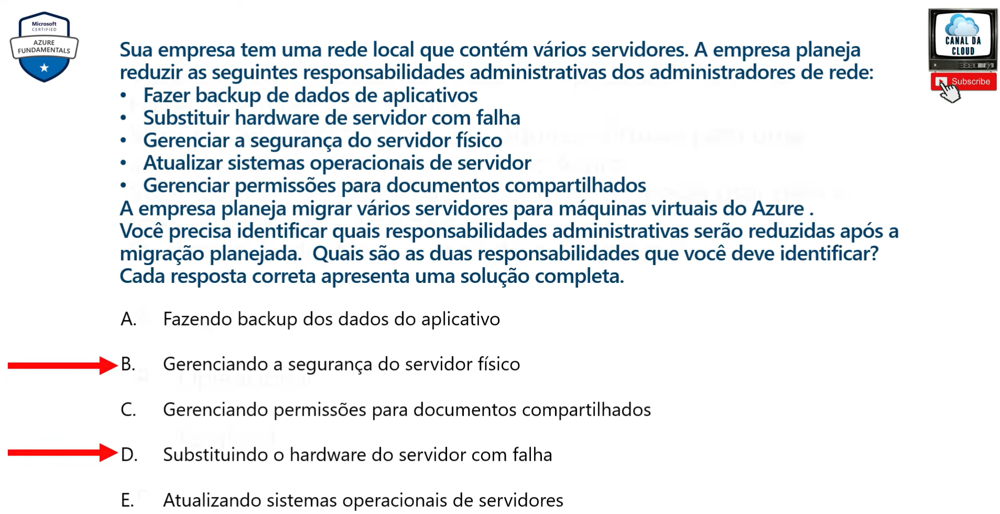 Microsoft
CERTIFIED
AZURE
FUNDAMENTALS
CANAL DA
CLOUD
Subscribe
Sua empresa tem uma rede local que contém vários servidores. A empresa planeja
reduzir as seguintes responsabilidades administrativas dos administradores de rede:
• Fazer backup de dados de aplicativos
• Substituir hardware de servidor com falha
• Gerenciar a segurança do servidor físico
• Atualizar sistemas operacionais de servidor
• Gerenciar permissões para documentos compartilhados
A empresa planeja migrar vários servidores para máquinas virtuais do Azure .
Você precisa identificar quais responsabilidades administrativas serão reduzidas após a
migração planejada.  Quais são as duas responsabilidades que você deve identificar?
Cada resposta correta apresenta uma solução completa.
A. Fazendo backup dos dados do aplicativo
B. Gerenciando a segurança do servidor físico
C. Gerenciando permissões para documentos compartilhados
D. Substituindo o hardware do servidor com falha
E. Atualizando sistemas operacionais de servidores